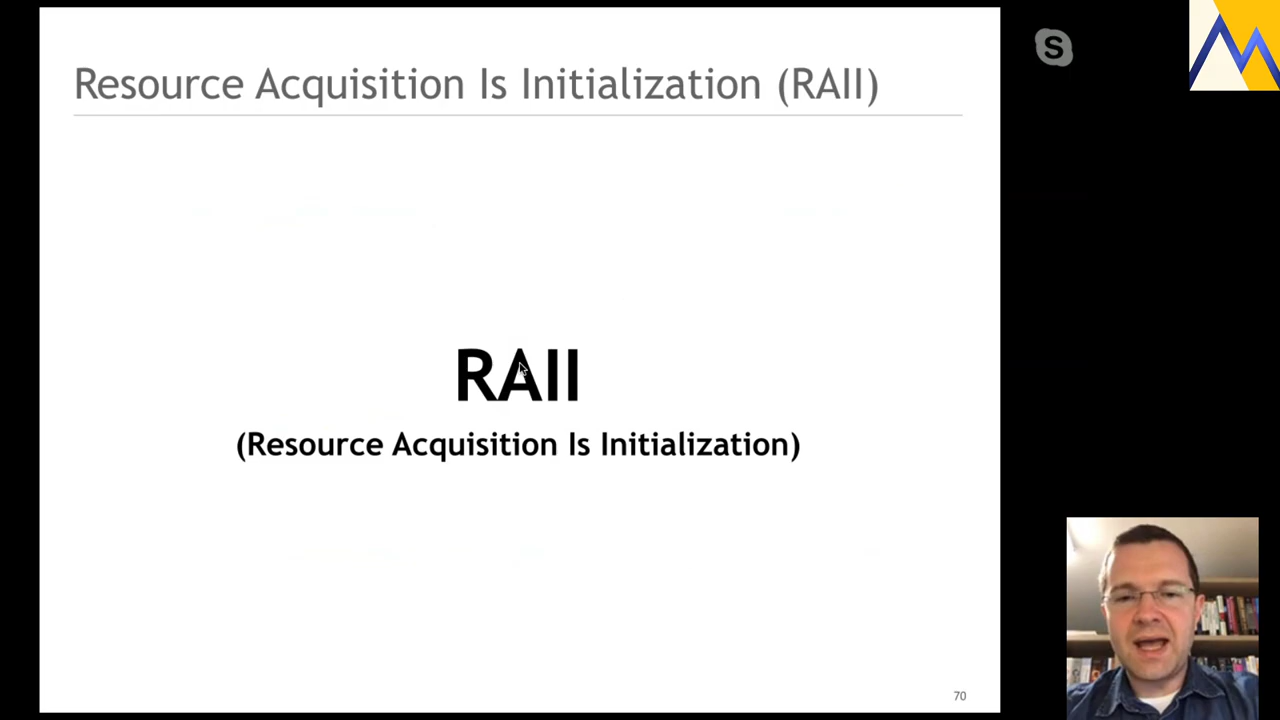 Resource Acquisition Is Initialization (RAII)
RAII
(Resource Acquisition Is Initialization)
70